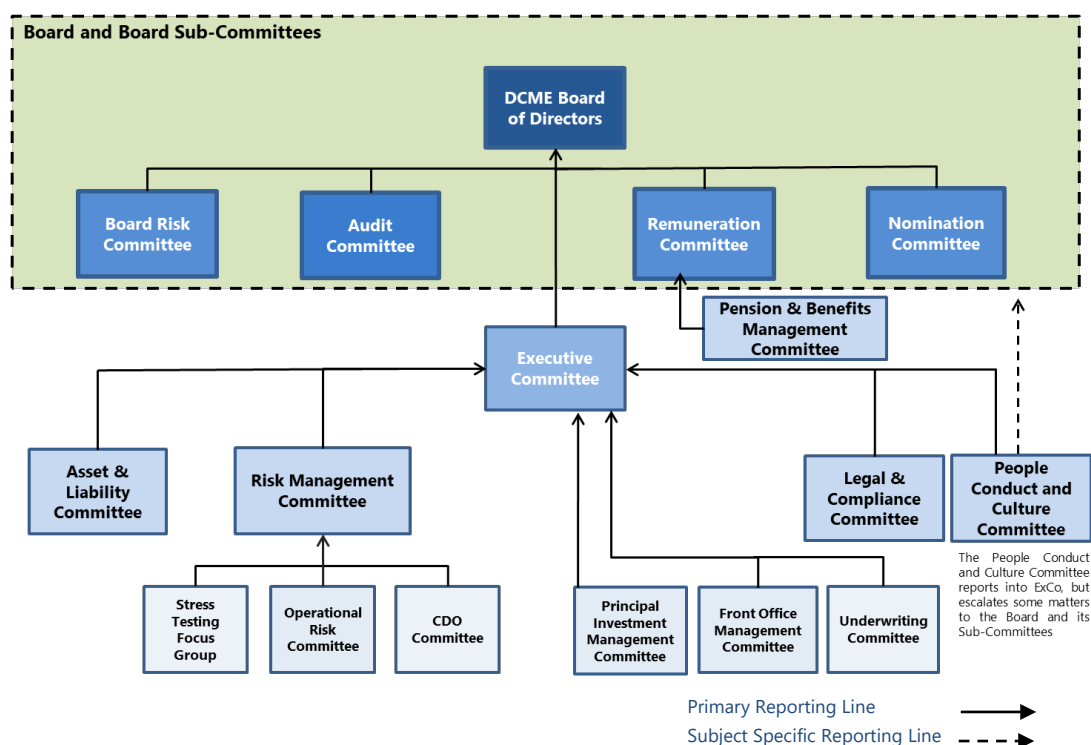 Board and Board Sub-Committees
DCME Board
of Directors
Board Risk
Committee
Audit
Committee
Remuneration
Committee
Nomination
Committee
Pension & Benefits
Management
Committee
Executive
Committee
Asset &
Liability
Committee
Risk Management
Committee
Legal &
Compliance
Committee
People
Conduct and
Culture
Committee
The People Conduct
and Culture Committee
reports into ExCo, but
escalates some matters
to the Board and its
Sub-Committees
Stress
Testing
Focus
Group
Operational
Risk
Committee
CDO
Committee
Principal
Investment
Management
Committee
Front Office
Management
Committee
Underwriting
Committee
Primary Reporting Line
Subject Specific Reporting Line